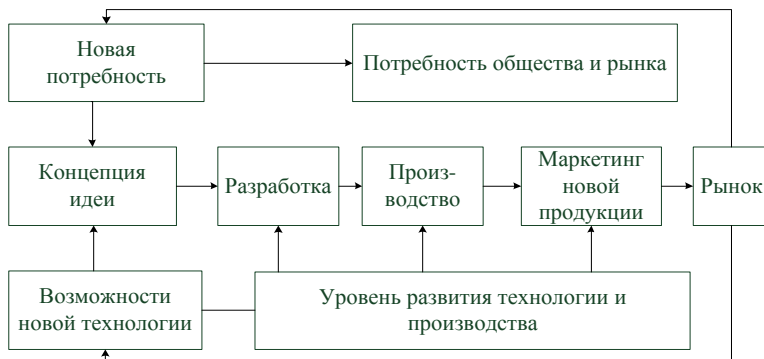 Новая
потребность
Потребность общества и рынка
Концепция
идеи
Разработка
Произ-
водство
Маркетинг
новой
продукции
Рынок
Возможности
новой технологии
Уровень развития технологии и
производства